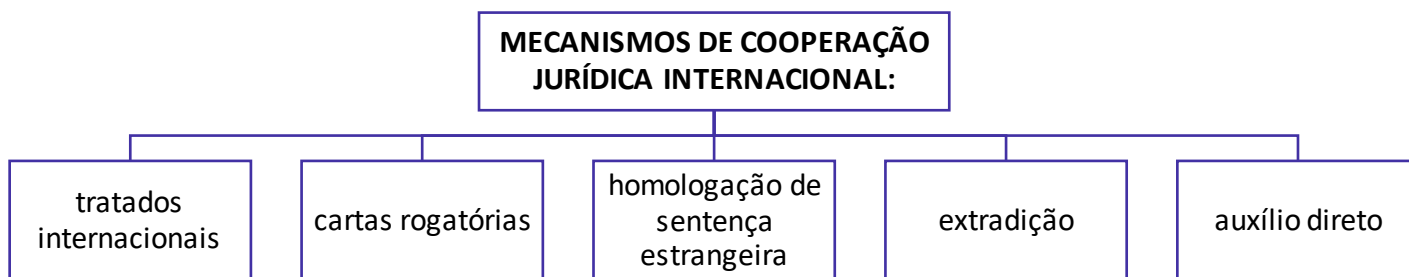 MECANISMOS DE COOPERAÇÃO
JURÍDICA INTERNACIONAL:
tratados
internacionais
cartas rogatórias
homologação de
sentença
estrangeira
extradição
auxílio direto